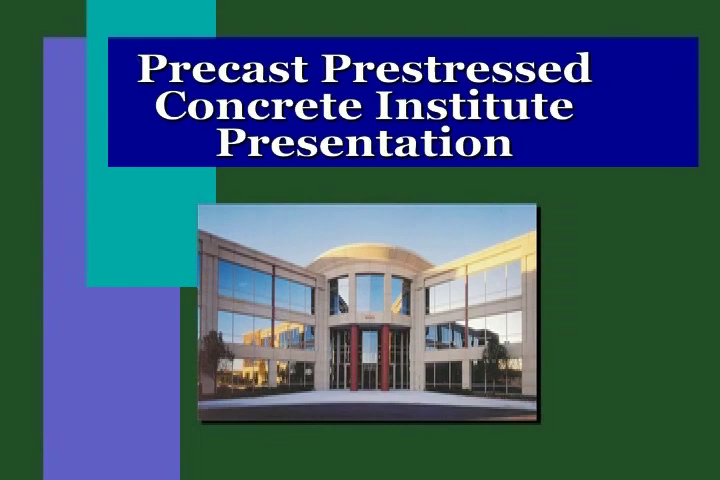 Precast Prestressed
Concrete Institute
Presentation